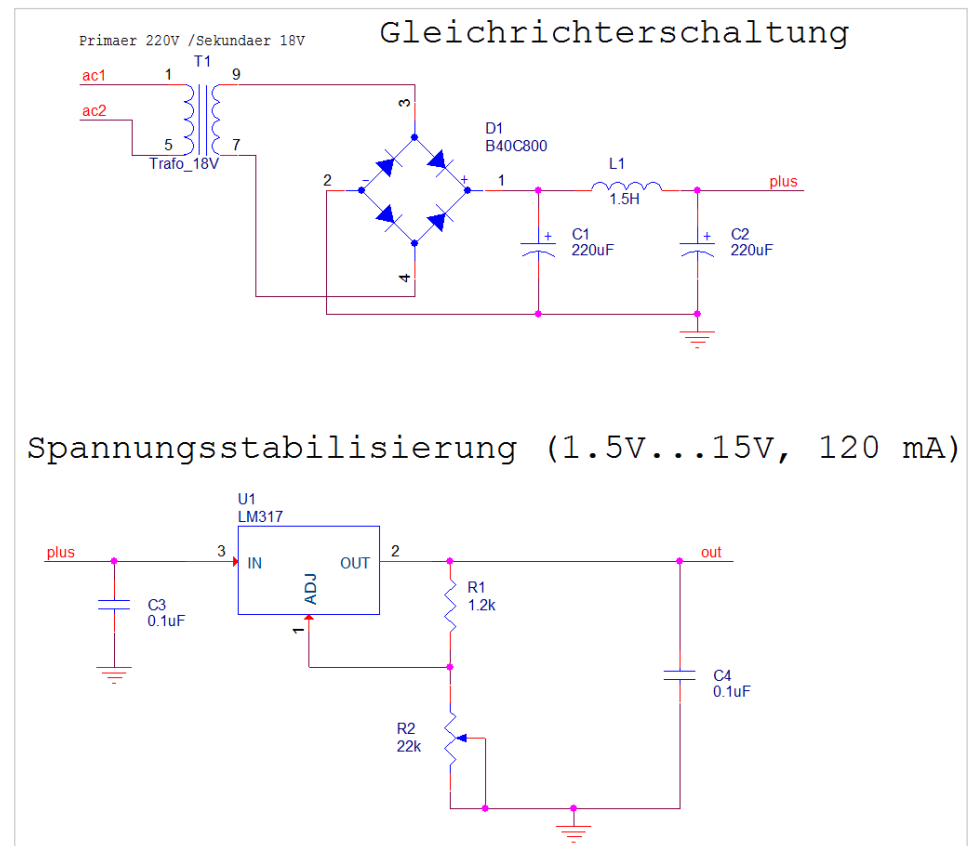 Gleichrichterschaltung
Primaer 220V /Sekundaer 18V
T1
ac1
1
9
ac2
5
7
Trafo_18V
3
D1
B40C800
2
−
+
1
4
L1
1.5H
plus
+
C1
220uF
+
C2
220uF
Spannungsstabilisierung (1.5V...15V, 120 mA)
U1
LM317
plus
3
IN
OUT
2
out
ADJ
1
C3
0.1uF
R1
1.2k
C4
0.1uF
R2
22k